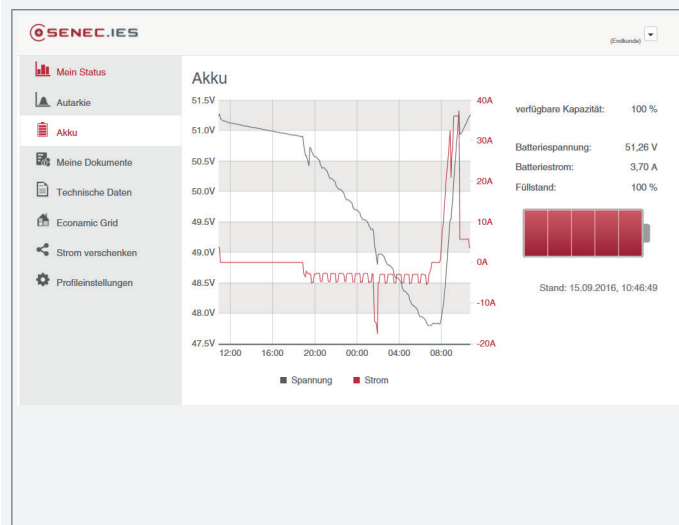 SENEC.IES
(Endkunde)
Mein Status
Autarkie
Akku
Meine Dokumente
Technische Daten
Econamic Grid
Strom verschenken
Profileinstellungen
Akku
51.5V
51.0V
50.5V
50.0V
49.5V
49.0V
48.5V
48.0V
47.5V
40A
30A
20A
10A
0A
-10A
-20A
12:00 16:00 20:00 00:00 04:00 08:00
Spannung Strom
verfügbare Kapazität: 100 %
Batteriespannung: 51,26 V
Batteriestrom: 3,70 A
Füllstand: 100 %
Stand: 15.09.2016, 10:46:49